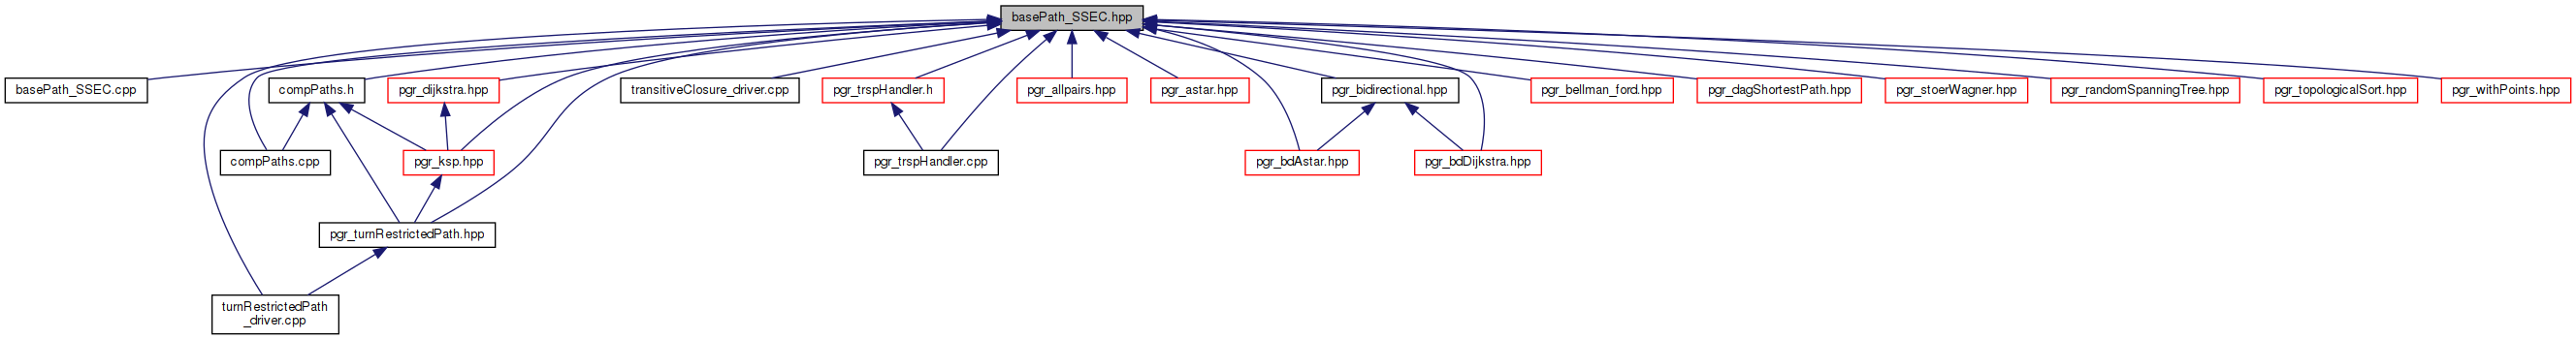 basePath_SSEC.hpp
basePath_SSEC.cpp
compPaths.h
pgr_dijkstra.hpp
transitiveClosure_driver.cpp
pgr_trspHandler.h
pgr_allpairs.hpp
pgr_astar.hpp
pgr_bidirectional.hpp
pgr_bellman_ford.hpp
pgr_dagShortestPath.hpp
pgr_stoerWagner.hpp
pgr_randomSpanningTree.hpp
pgr_topologicalSort.hpp
pgr_withPoints.hpp
compPaths.cpp
pgr_ksp.hpp
pgr_trspHandler.cpp
pgr_bdAstar.hpp
pgr_bdDijkstra.hpp
pgr_turnRestrictedPath.hpp
turnRestrictedPath
_driver.cpp